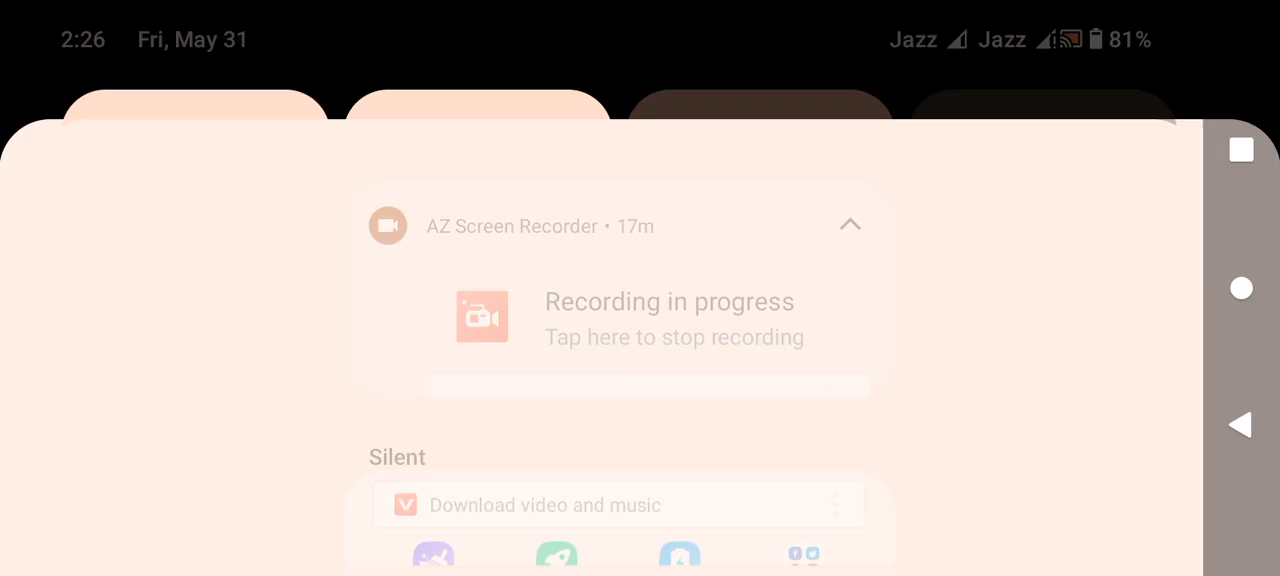 2:26 Fri, May 31 Jazz Jazz 81%
AZ Screen Recorder • 17m
Recording in progress
Tap here to stop recording
Silent
Download video and music